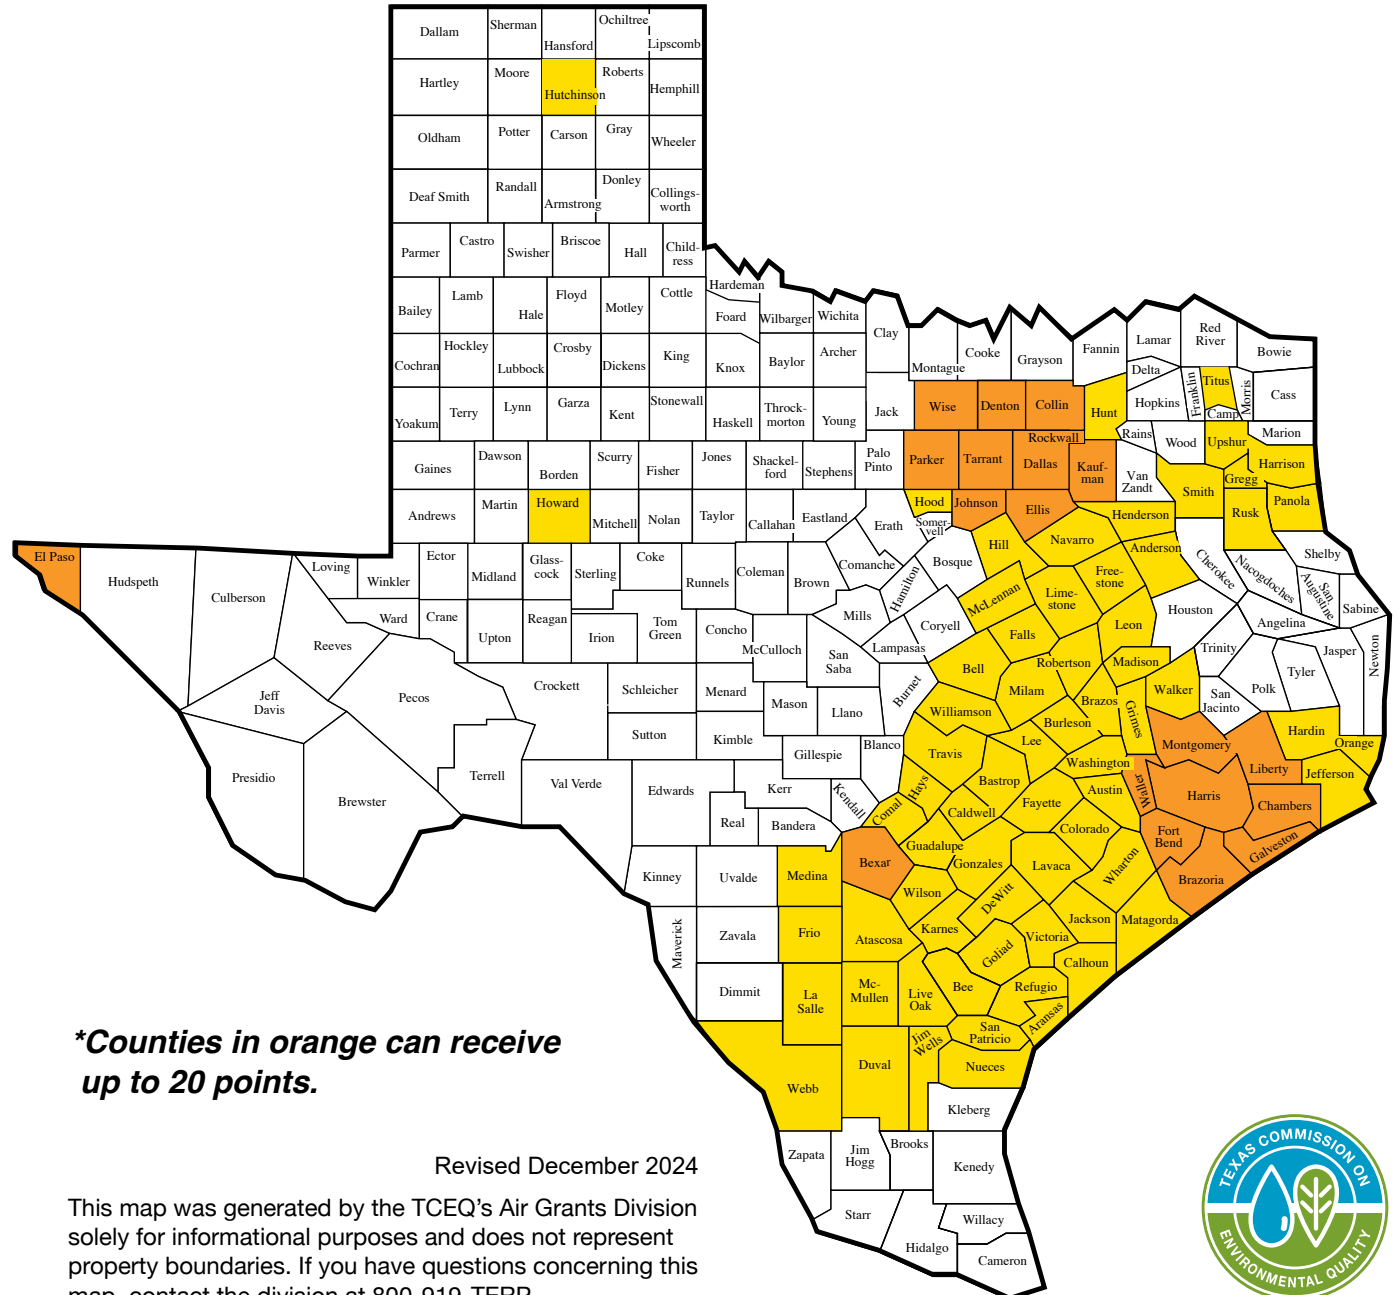 Dallam
Sherman
Hansford
Ochiltree
Lipscomb
Hartley
Moore
Hutchinson
Roberts
Hemphill
Oldham
Potter
Carson
Gray
Wheeler
Deaf Smith
Randall
Armstrong
Donley
Collings-
worth
Parmer
Castro
Swisher
Briscoe
Hall
Child-
ress
Bailey
Lamb
Hale
Floyd
Motley
Cottle
Hardeman
Foard
Wilbarger
Wichita
Clay
Montague
Cooke
Grayson
Fannin
Lamar
Red
River
Bowie
Cochran
Hockley
Lubbock
Crosby
Dickens
King
Knox
Baylor
Archer
Delta
Hopkins
Franklin
Titus
Camp
Morris
Cass
Yoakum
Terry
Lynn
Garza
Kent
Stonewall
Haskell
Throck-
morton
Young
Jack
Wise
Denton
Collin
Hunt
Rains
Wood
Upshur
Marion
Gaines
Dawson
Borden
Scurry
Fisher
Jones
Shackel-
ford
Stephens
Palo
Pinto
Parker
Tarrant
Rockwall
Dallas
Kauf-
man
Van
Zandt
Smith
Gregg
Harrison
Andrews
Martin
Howard
Mitchell
Nolan
Taylor
Callahan
Eastland
Erath
Hood
Somer-
vell
Johnson
Ellis
Henderson
Rusk
Panola
El Paso
Hudspeth
Culberson
Loving
Winkler
Ector
Midland
Glass-
cock
Sterling
Coke
Runnels
Coleman
Brown
Comanche
Hamilton
Bosque
Hill
Navarro
Anderson
Cherokee
Nacogdoches
Shelby
San
Augustine
Sabine
Reeves
Ward
Crane
Upton
Reagan
Irion
Tom
Green
Concho
McCulloch
San
Saba
Mills
Lampasas
Coryell
McLennan
Lime-
stone
Free-
stone
Falls
Leon
Houston
Angelina
Trinity
Jasper
Newton
Jeff
Davis
Pecos
Crockett
Schleicher
Menard
Mason
Llano
Burnet
Bell
Robertson
Milam
Madison
Walker
San
Jacinto
Polk
Tyler
Presidio
Brewster
Terrell
Val Verde
Sutton
Kimble
Gillespie
Blanco
Williamson
Travis
Burleson
Lee
Brazos
Grimes
Washington
Montgomery
Liberty
Hardin
Orange
Jefferson
Edwards
Kerr
Real
Bandera
Kendall
Comal
Hays
Caldwell
Bastrop
Fayette
Austin
Waller
Harris
Chambers
Kinney
Uvalde
Medina
Bexar
Guadalupe
Gonzales
Lavaca
Colorado
Wharton
Fort
Bend
Galveston
Brazoria
Maverick
Zavala
Frio
Atascosa
Wilson
Karnes
DeWitt
Goliad
Victoria
Jackson
Matagorda
Calhoun
Dimmit
La
Salle
Mc-
Mullen
Live
Oak
Bee
Refugio
Aransas
San
Patricio
Webb
Duval
Jim
Wells
Nueces
Kleberg
Zapata
Jim
Hogg
Brooks
Kenedy
Starr
Hidalgo
Willacy
Cameron
*Counties in orange can receive
up to 20 points.
Revised December 2024
This map was generated by the TCEQ's Air Grants Division
solely for informational purposes and does not represent
property boundaries. If you have questions concerning this
map, contact the division at 800-919-TERP.
TEXAS COMMISSION ON
ENVIRONMENTAL QUALITY